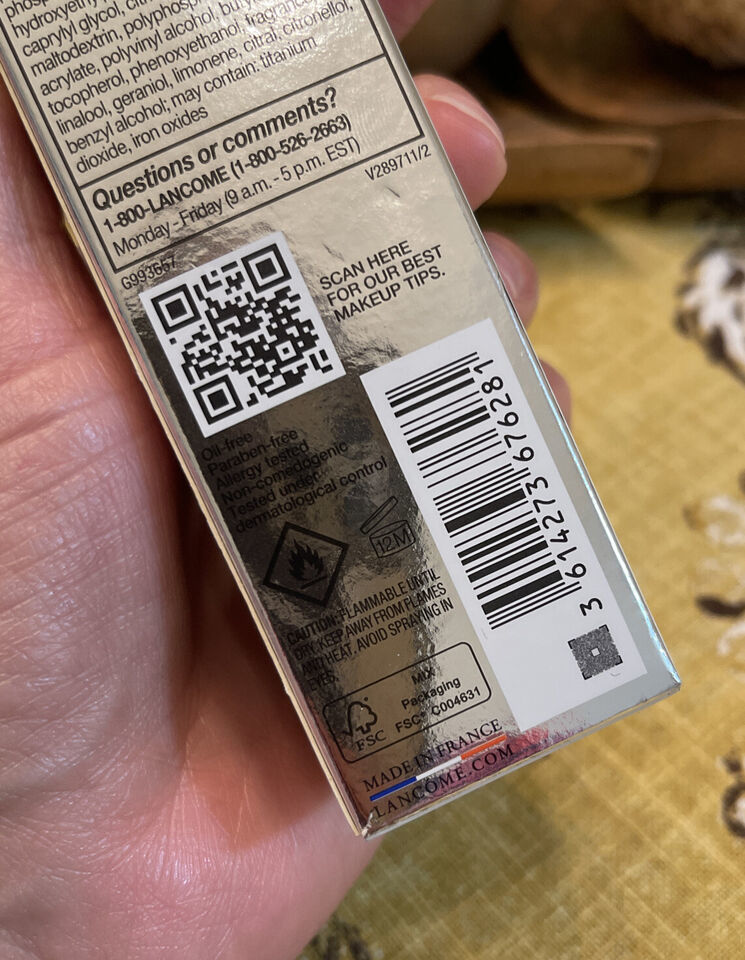 hydroxyethyl
caprylyl glycol, citr
maltodextrin, polyphosp
acrylate, polyvinyl alcohol, buty
tocopherol, phenoxyethanol, fragrance
linalool, geraniol, limonene, citral, citronellol,
benzyl alcohol; may contain: titanium
dioxide, iron oxides
Questions or comments?
1-800-LANCOME (1-800-526-2663)
Monday - Friday (9 a.m. - 5 p.m. EST)
V289711/2
G993657
SCAN HERE
FOR OUR BEST
MAKEUP TIPS.
Oil-free
Paraben-free
Allergy tested
Non-comedogenic
Tested under
dermatological control
12M
CAUTION: FLAMMABLE UNTIL
DRY. KEEP AWAY FROM FLAMES
AND HEAT. AVOID SPRAYING IN
EYES.
FSC
MIX
Packaging
FSC® C004631
MADE IN FRANCE
LANCOME.COM
3 614273 676281